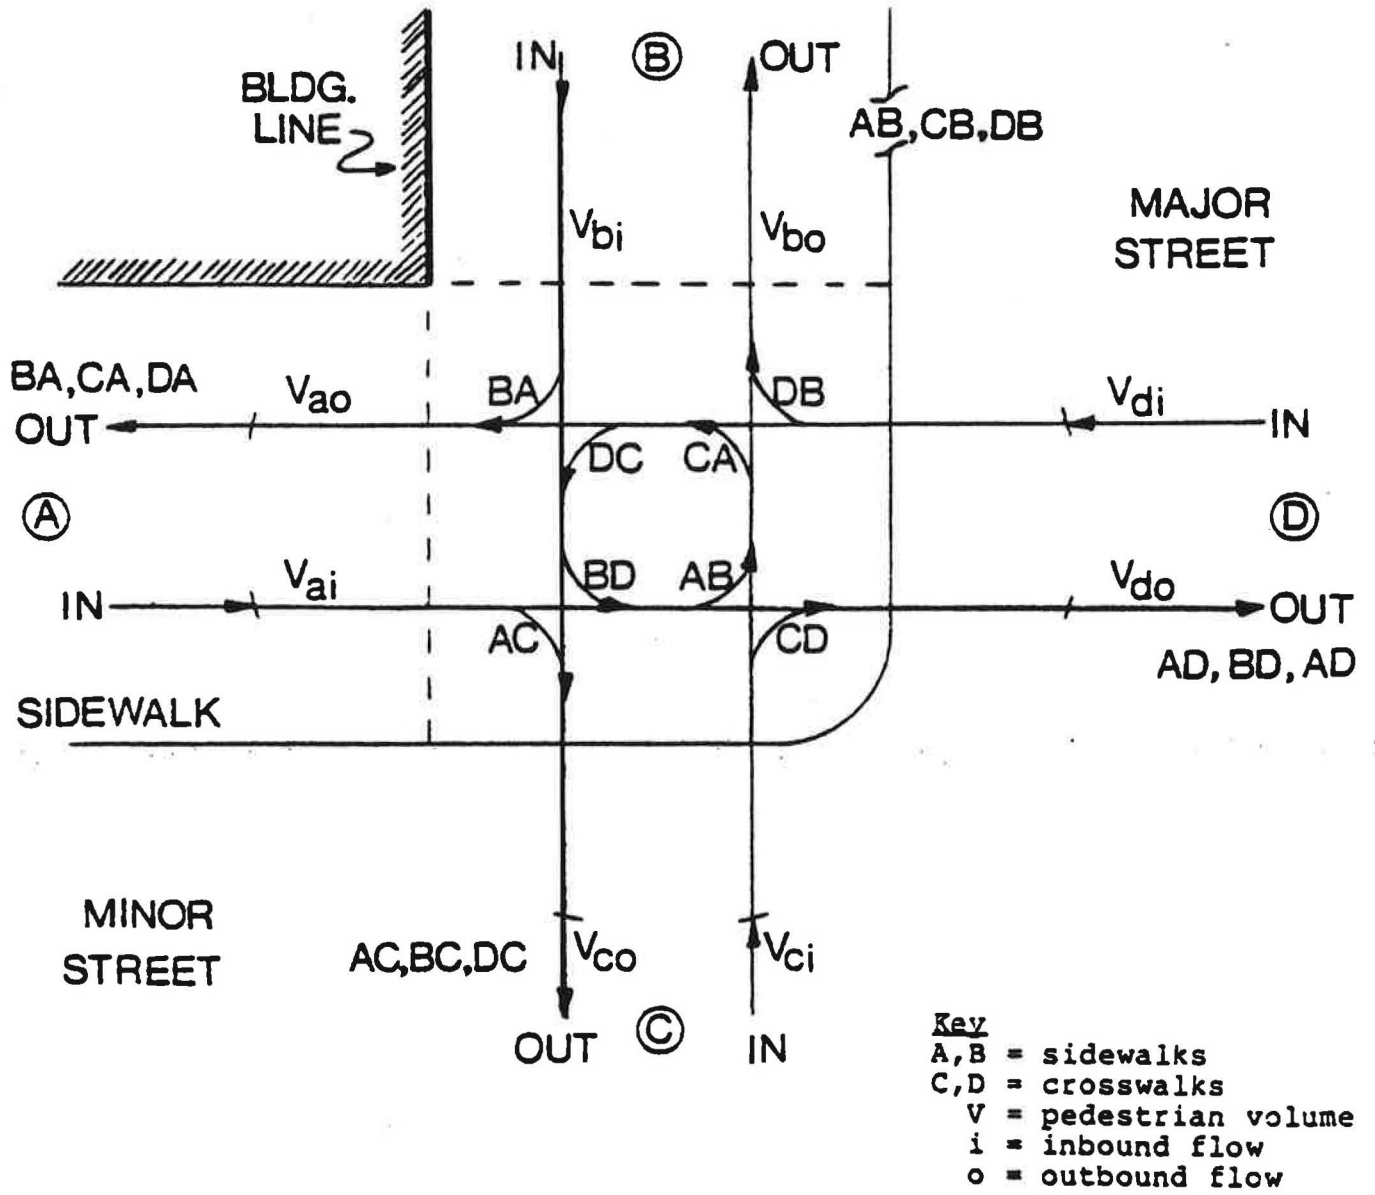 IN B OUT
BLDG.
LINE
AB,CB,DB
Vbi Vbo
MAJOR
STREET
BA,CA,DA
OUT
Vao
BA
DB
Vdi
IN
DC CA
A
D
IN
Vai
BD AB
Vdo
OUT
AC
CD
AD, BD, AD
SIDEWALK
MINOR
STREET
AC,BC,DC
Vco
Vci
OUT C IN
Key
A,B = sidewalks
C,D = crosswalks
V = pedestrian volume
i = inbound flow
o = outbound flow